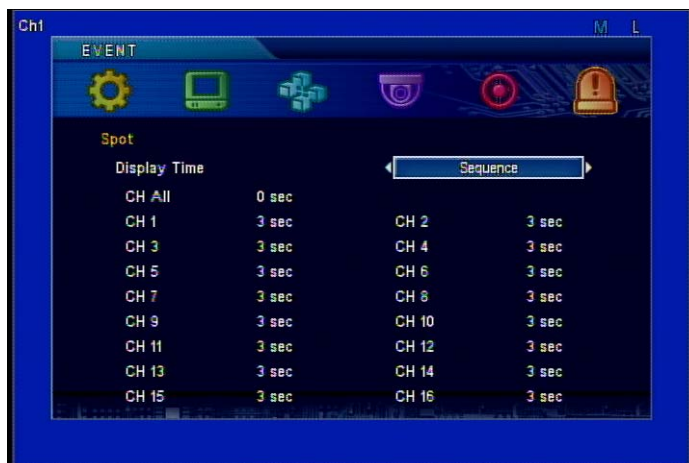 Ch1 M L
EVENT
Spot
Display Time Sequence
CH All 0 sec
CH 1 3 sec CH 2 3 sec
CH 3 3 sec CH 4 3 sec
CH 5 3 sec CH 6 3 sec
CH 7 3 sec CH 8 3 sec
CH 9 3 sec CH 10 3 sec
CH 11 3 sec CH 12 3 sec
CH 13 3 sec CH 14 3 sec
CH 15 3 sec CH 16 3 sec